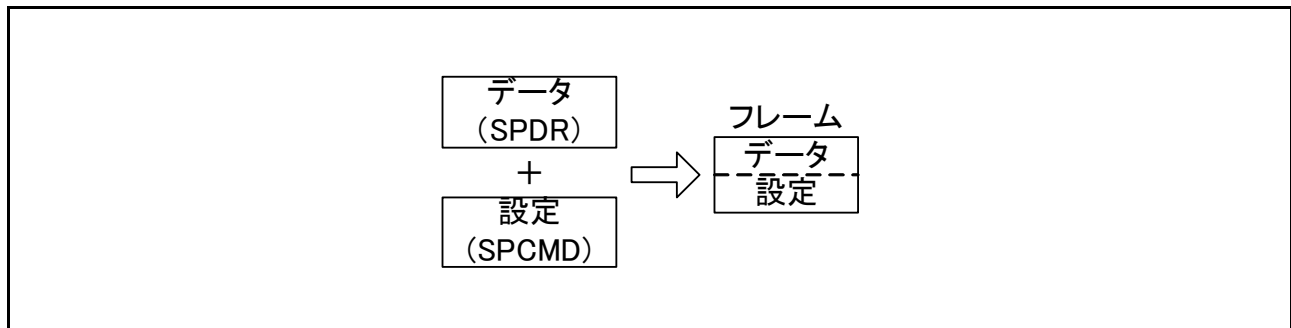 データ
（SPDR）
＋
設定
（SPCMD）
フレーム
データ
設定